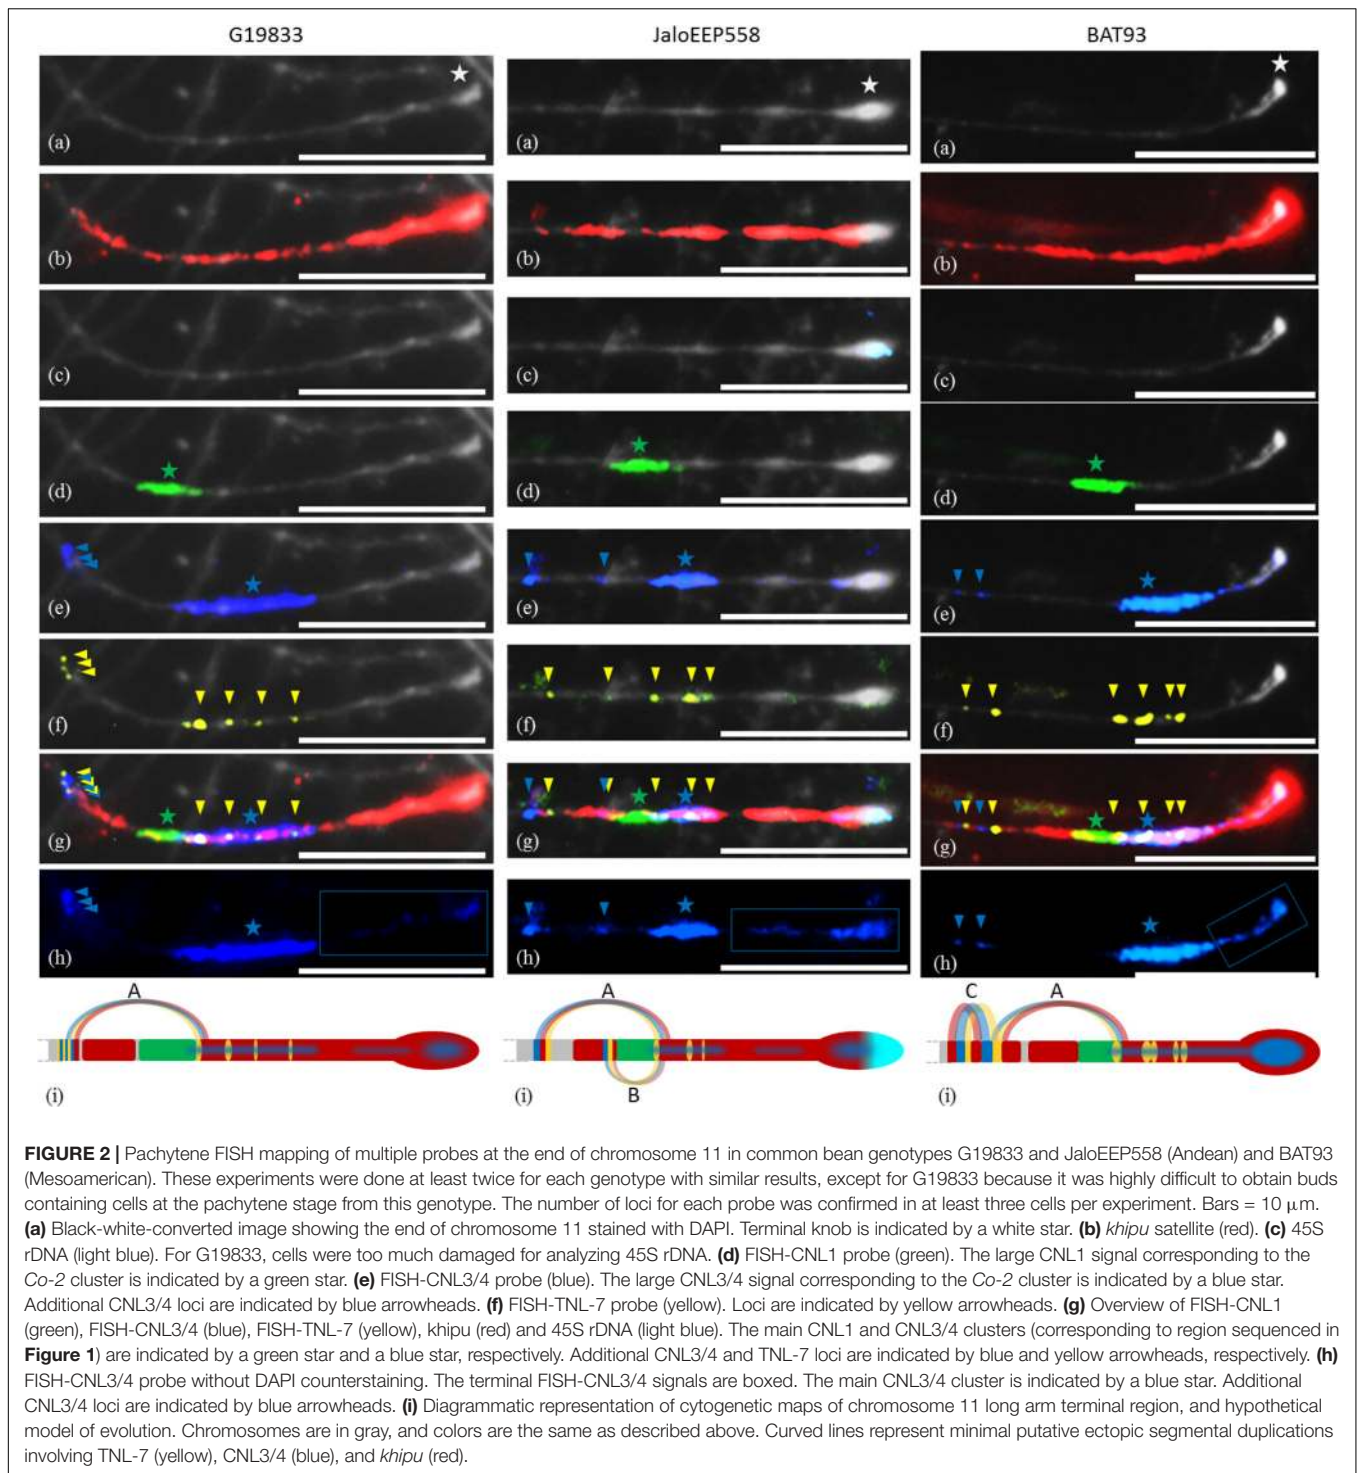 G19833 JaloEEP558 BAT93
(a) (a) (a)
(b) (b) (b)
(c) (c) (c)
(d) (d) (d)
(e) (e) (e)
(f) (f) (f)
(g) (g) (g)
(h) (h) (h)
A A C A
B
(i) (i) (i)
FIGURE 2 | Pachytene FISH mapping of multiple probes at the end of chromosome 11 in common bean genotypes G19833 and JaloEEP558 (Andean) and BAT93
(Mesoamerican). These experiments were done at least twice for each genotype with similar results, except for G19833 because it was highly difficult to obtain buds
containing cells at the pachytene stage from this genotype. The number of loci for each probe was confirmed in at least three cells per experiment. Bars = 10 μm.
(a) Black-white-converted image showing the end of chromosome 11 stained with DAPI. Terminal knob is indicated by a white star. (b) khipu satellite (red). (c) 45S
rDNA (light blue). For G19833, cells were too much damaged for analyzing 45S rDNA. (d) FISH-CNL1 probe (green). The large CNL1 signal corresponding to the
Co-2 cluster is indicated by a green star. (e) FISH-CNL3/4 probe (blue). The large CNL3/4 signal corresponding to the Co-2 cluster is indicated by a blue star.
Additional CNL3/4 loci are indicated by blue arrowheads. (f) FISH-TNL-7 probe (yellow). Loci are indicated by yellow arrowheads. (g) Overview of FISH-CNL1
(green), FISH-CNL3/4 (blue), FISH-TNL-7 (yellow), khipu (red) and 45S rDNA (light blue). The main CNL1 and CNL3/4 clusters (corresponding to region sequenced in
Figure 1) are indicated by a green star and a blue star, respectively. Additional CNL3/4 and TNL-7 loci are indicated by blue and yellow arrowheads, respectively. (h)
FISH-CNL3/4 probe without DAPI counterstaining. The terminal FISH-CNL3/4 signals are boxed. The main CNL3/4 cluster is indicated by a blue star. Additional
CNL3/4 loci are indicated by blue arrowheads. (i) Diagrammatic representation of cytogenetic maps of chromosome 11 long arm terminal region, and hypothetical
model of evolution. Chromosomes are in gray, and colors are the same as described above. Curved lines represent minimal putative ectopic segmental duplications
involving TNL-7 (yellow), CNL3/4 (blue), and khipu (red).